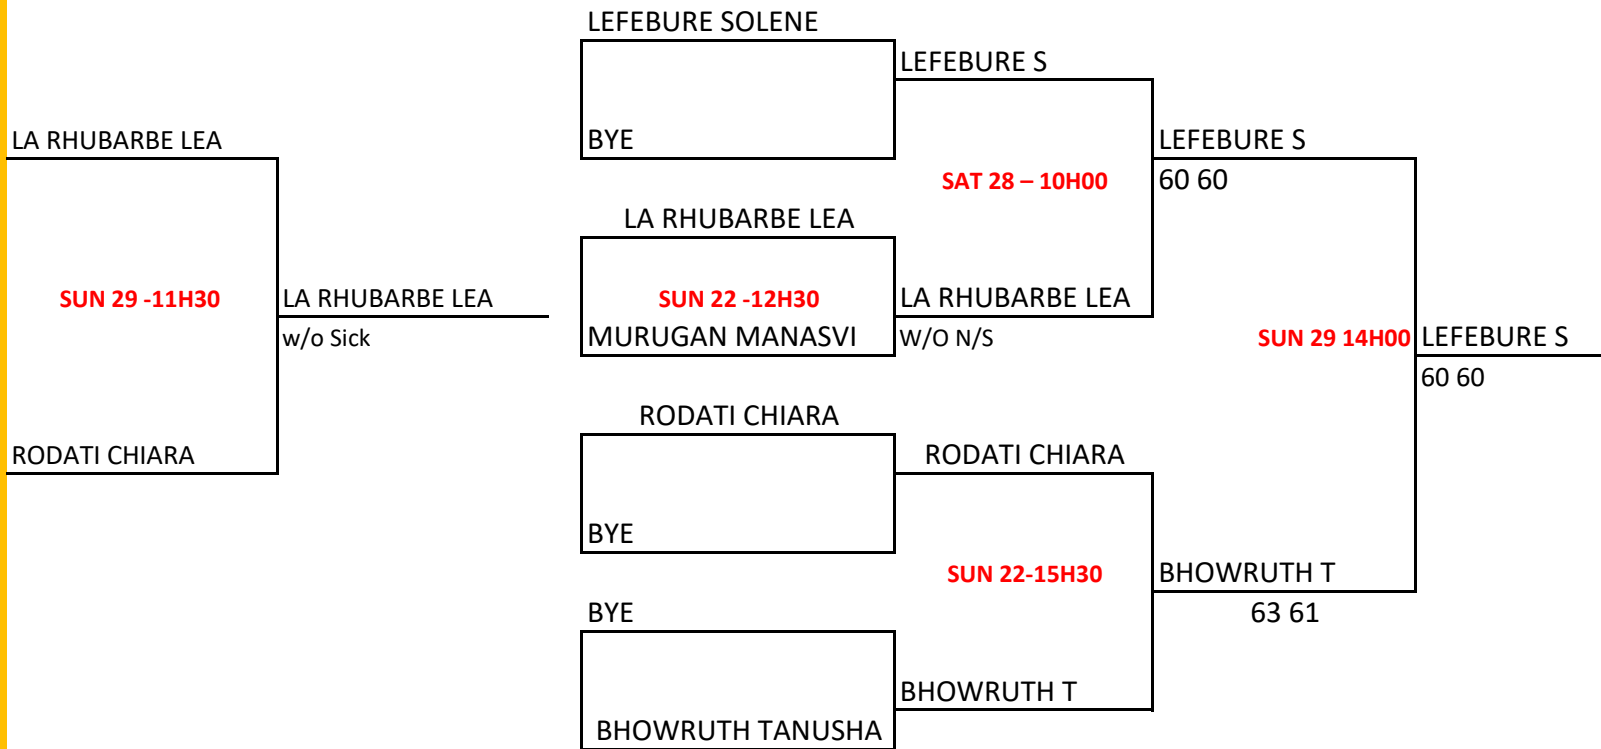 LEFEBURE SOLENE
LEFEBURE S
LA RHUBARBE LEA
BYE
LEFEBURE S
SAT 28 – 10H00
60 60
LA RHUBARBE LEA
SUN 29 -11H30
LA RHUBARBE LEA
SUN 22 -12H30
LA RHUBARBE LEA
w/o Sick
MURUGAN MANASVI
W/O N/S
SUN 29 14H00
LEFEBURE S
60 60
RODATI CHIARA
RODATI CHIARA
RODATI CHIARA
BYE
SUN 22-15H30
BHOWRUTH T
BYE
63 61
BHOWRUTH T
BHOWRUTH TANUSHA